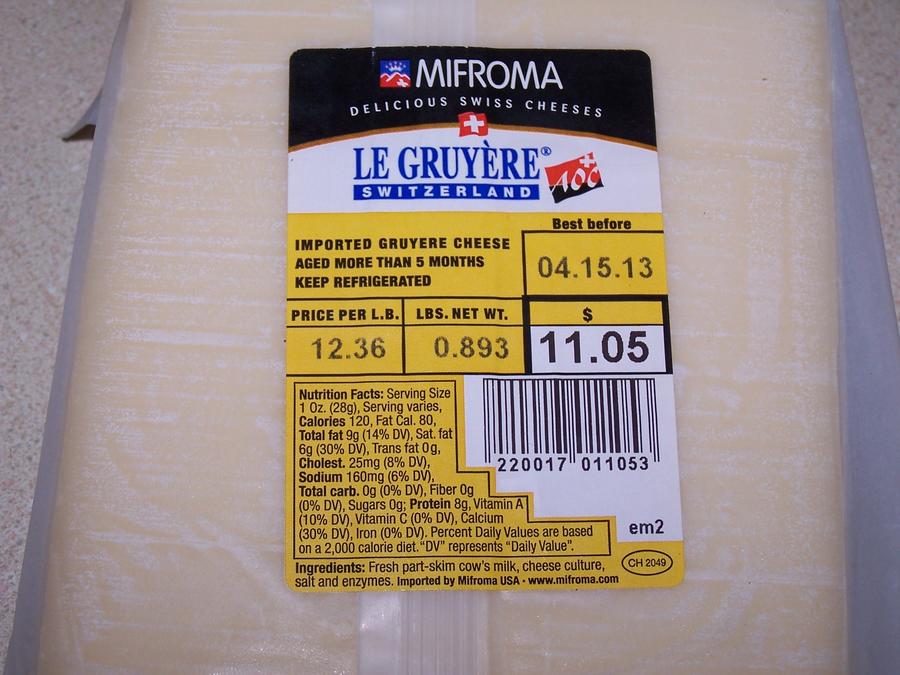 MIFROMA
DELICIOUS SWISS CHEESES
LE GRUYÈRE®
SWITZERLAND
AOC
Best before
04.15.13
IMPORTED GRUYERE CHEESE
AGED MORE THAN 5 MONTHS
KEEP REFRIGERATED
PRICE PER L.B. LBS. NET WT. $
12.36 0.893 11.05
Nutrition Facts: Serving Size
1 Oz. (28g), Serving varies,
Calories 120, Fat Cal. 80,
Total fat 9g (14% DV), Sat. fat
6g (30% DV), Trans fat 0g,
Cholest. 25mg (8% DV),
Sodium 160mg (6% DV),
Total carb. 0g (0% DV), Fiber 0g
(0% DV), Sugars 0g; Protein 8g, Vitamin A
(10% DV), Vitamin C (0% DV), Calcium
(30% DV), Iron (0% DV). Percent Daily Values are based
on a 2,000 calorie diet. "DV" represents "Daily Value".
220017 011053
em2
CH 2049
Ingredients: Fresh part-skim cow's milk, cheese culture,
salt and enzymes. Imported by Mifroma USA · www.mifroma.com